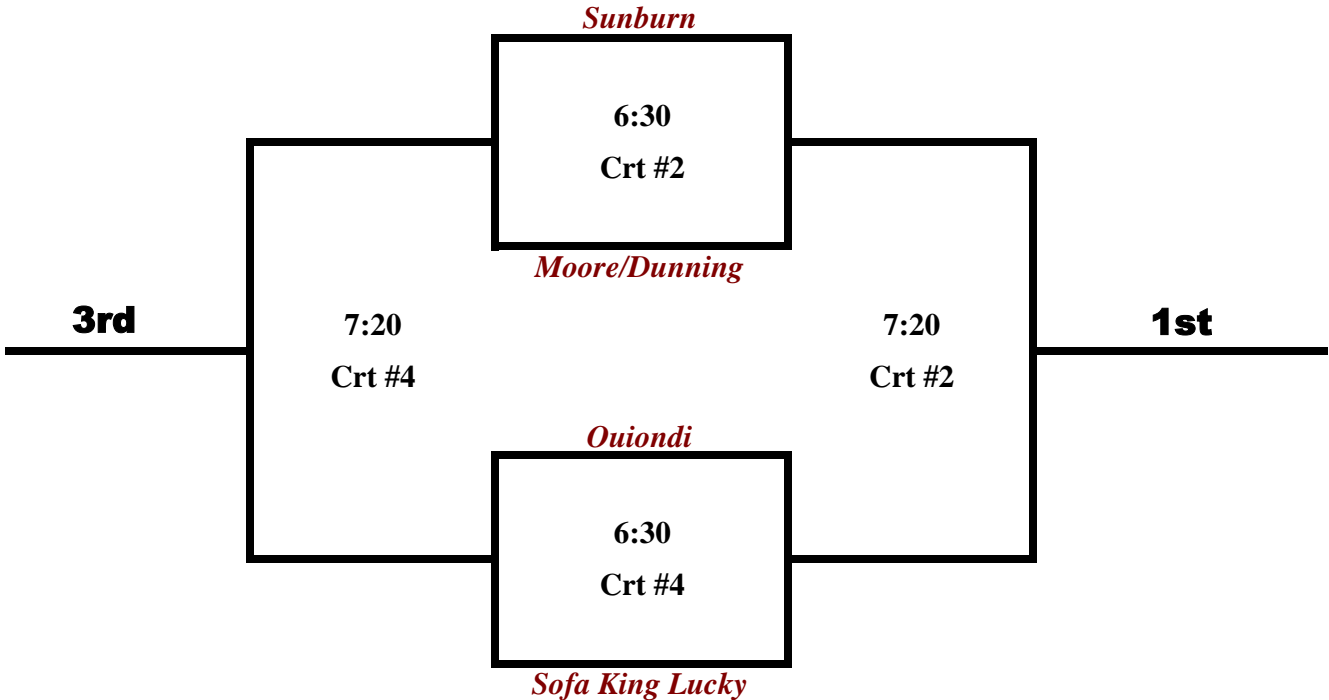 Sunburn
6:30
Crt #2
Moore/Dunning
3rd
7:20
Crt #4
7:20
Crt #2
1st
Ouiondi
6:30
Crt #4
Sofa King Lucky